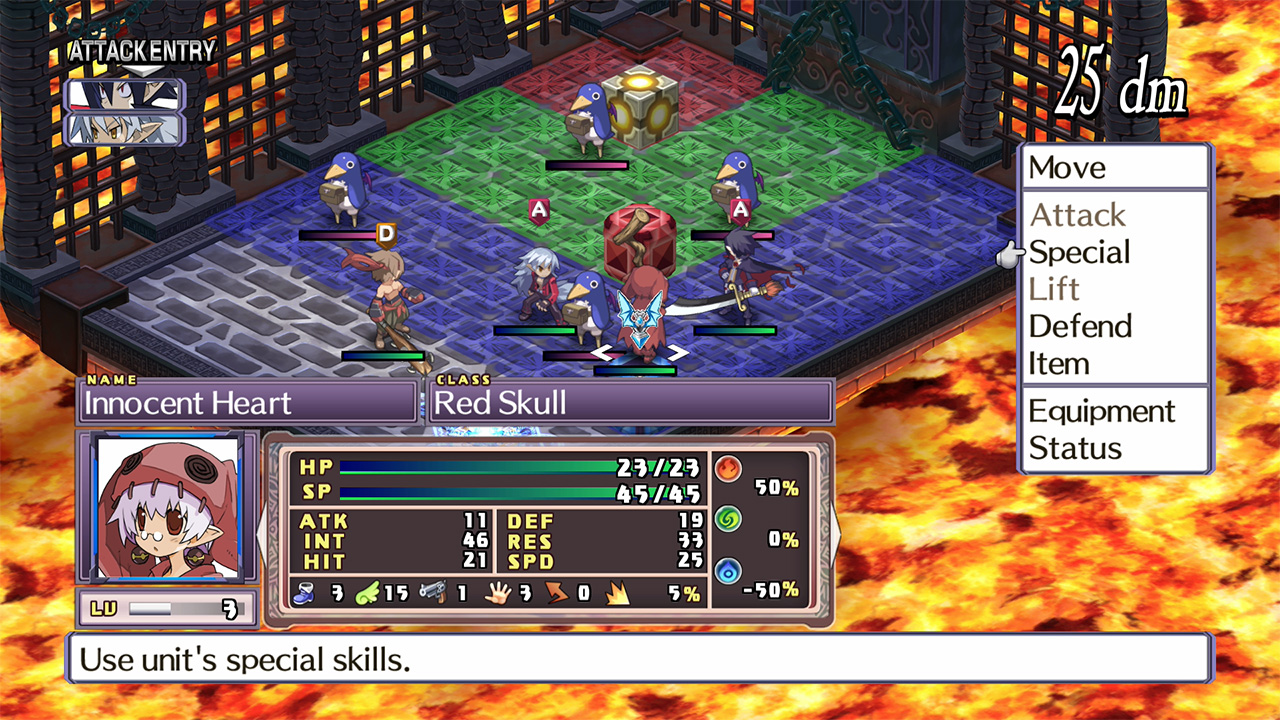 ATTACK ENTRY
25 dm
Move
Attack
Special
Lift
Defend
Item
Equipment
Status
A
A
D
NAME
Innocent Heart
CLASS
Red Skull
HP 23/23
SP 45/45
ATK 11 DEF 19
INT 46 RES 33
HIT 21 SPD 25
3 15 1 3 0 5%
50%
0%
-50%
LV 3
Use unit's special skills.